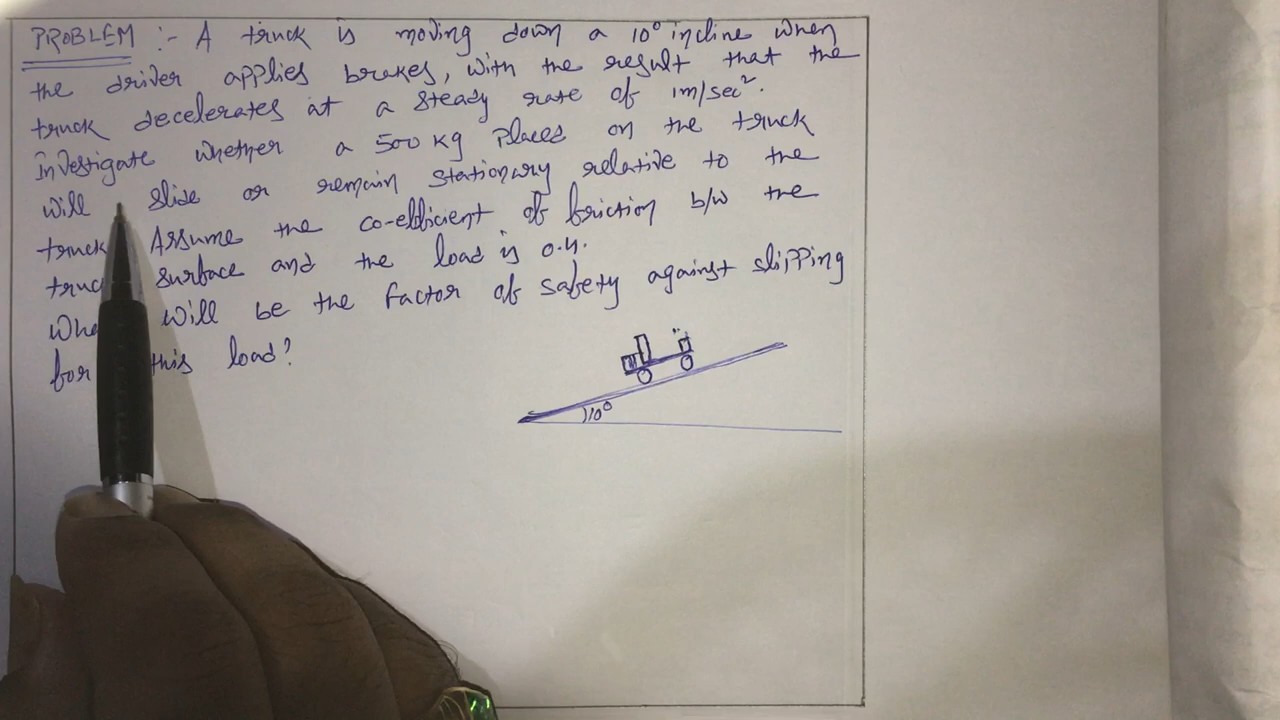 PROBLEM :- A truck is moving down a 10° incline when
the driver applies brakes, with the result that the
truck decelerates at a steady rate of 1m/sec².
Investigate whether a 500 kg placed on the truck
will slide or remain stationary relative to the
truck Assume the co-efficient of friction b/w the
surface and the load is 0.4.
will be the factor of safety against slipping
for this load?
10°